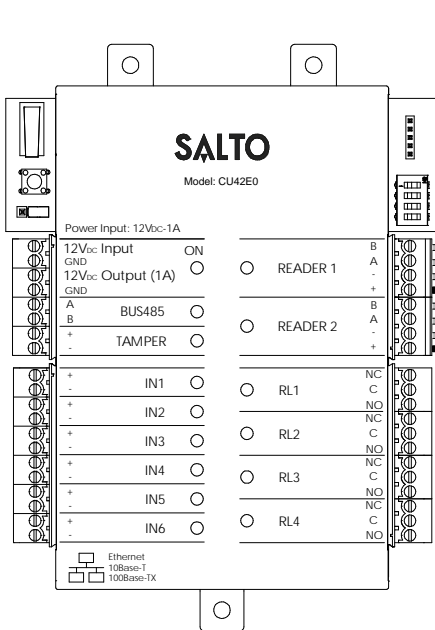 SALTO
Model: CU42E0
Power Input: 12VDC-1A
12VDC Input ON
GND
12VDC Output (1A)
GND
A
B
BUS485
+
-
TAMPER
+
-
IN1
+
-
IN2
+
-
IN3
+
-
IN4
+
-
IN5
+
-
IN6
READER 1
B
A
-
+
READER 2
B
A
-
+
RL1
NC
C
NO
RL2
NC
C
NO
RL3
NC
C
NO
RL4
NC
C
NO
Ethernet
10Base-T
100Base-TX